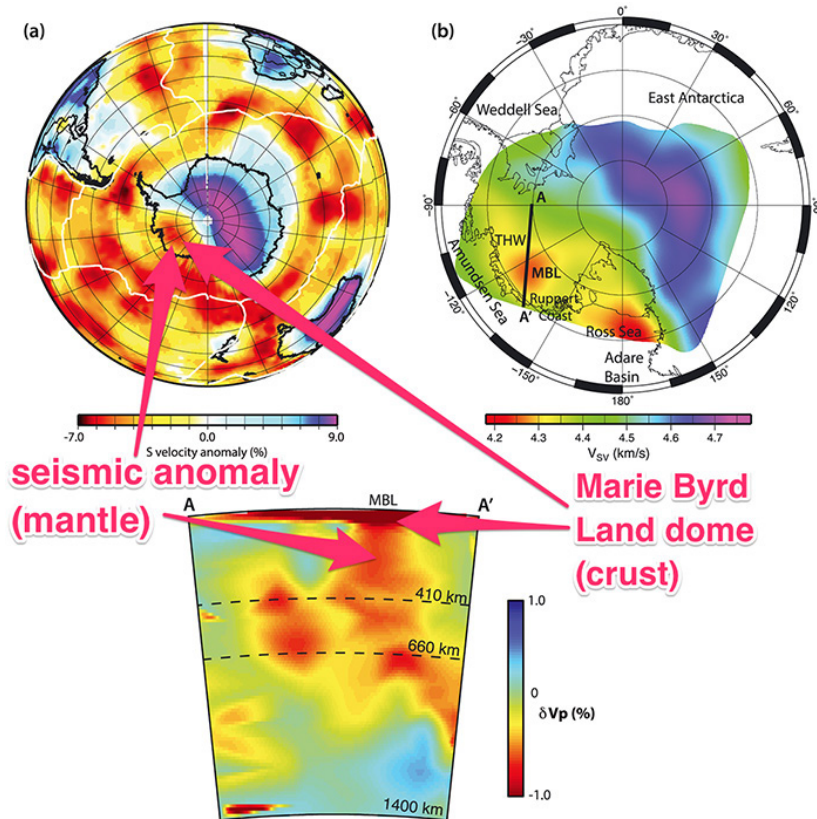 (a)
(b)
0°
-30°
30°
Weddell Sea
East Antarctica
-60°
60°
A
-90°
THW
MBL
Amundsen Sea
Ruppert
A'
Coast
-120°
120°
Ross Sea
Adare
Basin
-150°
150°
180°
-7.0
0.0
9.0
S velocity anomaly (%)
4.2
4.3
4.4
4.5
4.6
4.7
V_SV (km/s)
seismic anomaly
(mantle)
Marie Byrd
Land dome
(crust)
A
MBL
A'
410 km
660 km
1400 km
1.0
0
-1.0
δVp (%)